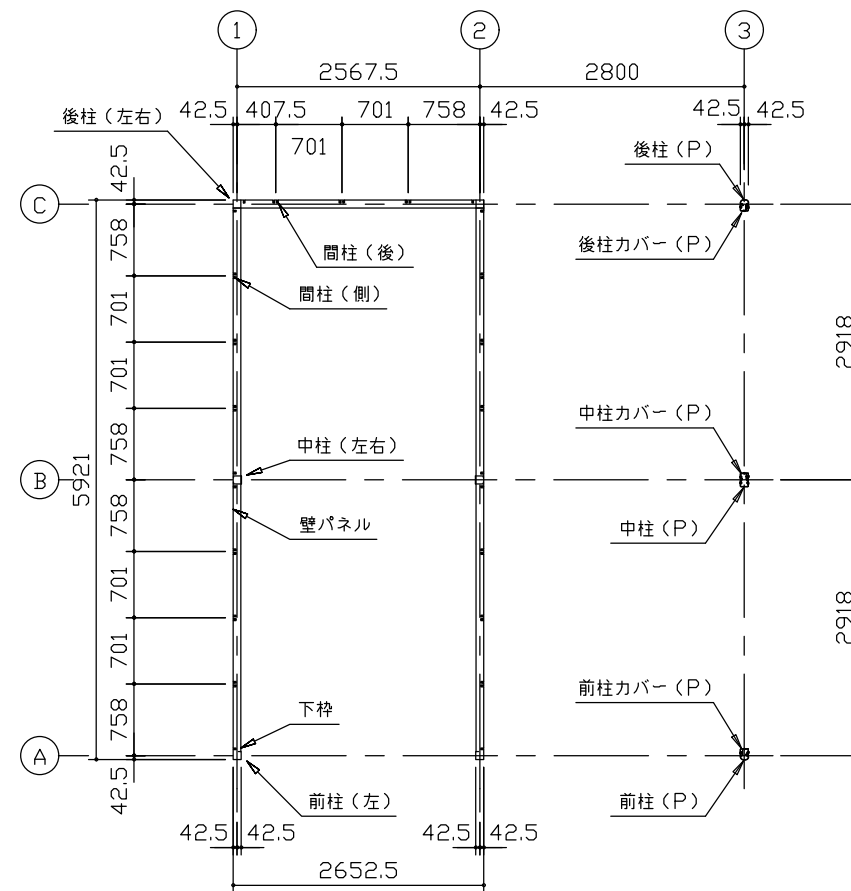 1
2
3
2567.5
2800
42.5
407.5
701
758
42.5
42.5
42.5
701
後柱（左右）
後柱（P）
42.5
C
後柱カバー（P）
758
間柱（後）
間柱（側）
701
2918
701
中柱カバー（P）
758
中柱（左右）
B
5921
758
壁パネル
中柱（P）
701
2918
701
前柱カバー（P）
758
下枠
A
42.5
前柱（左）
前柱（P）
42.5
42.5
42.5
42.5
2652.5